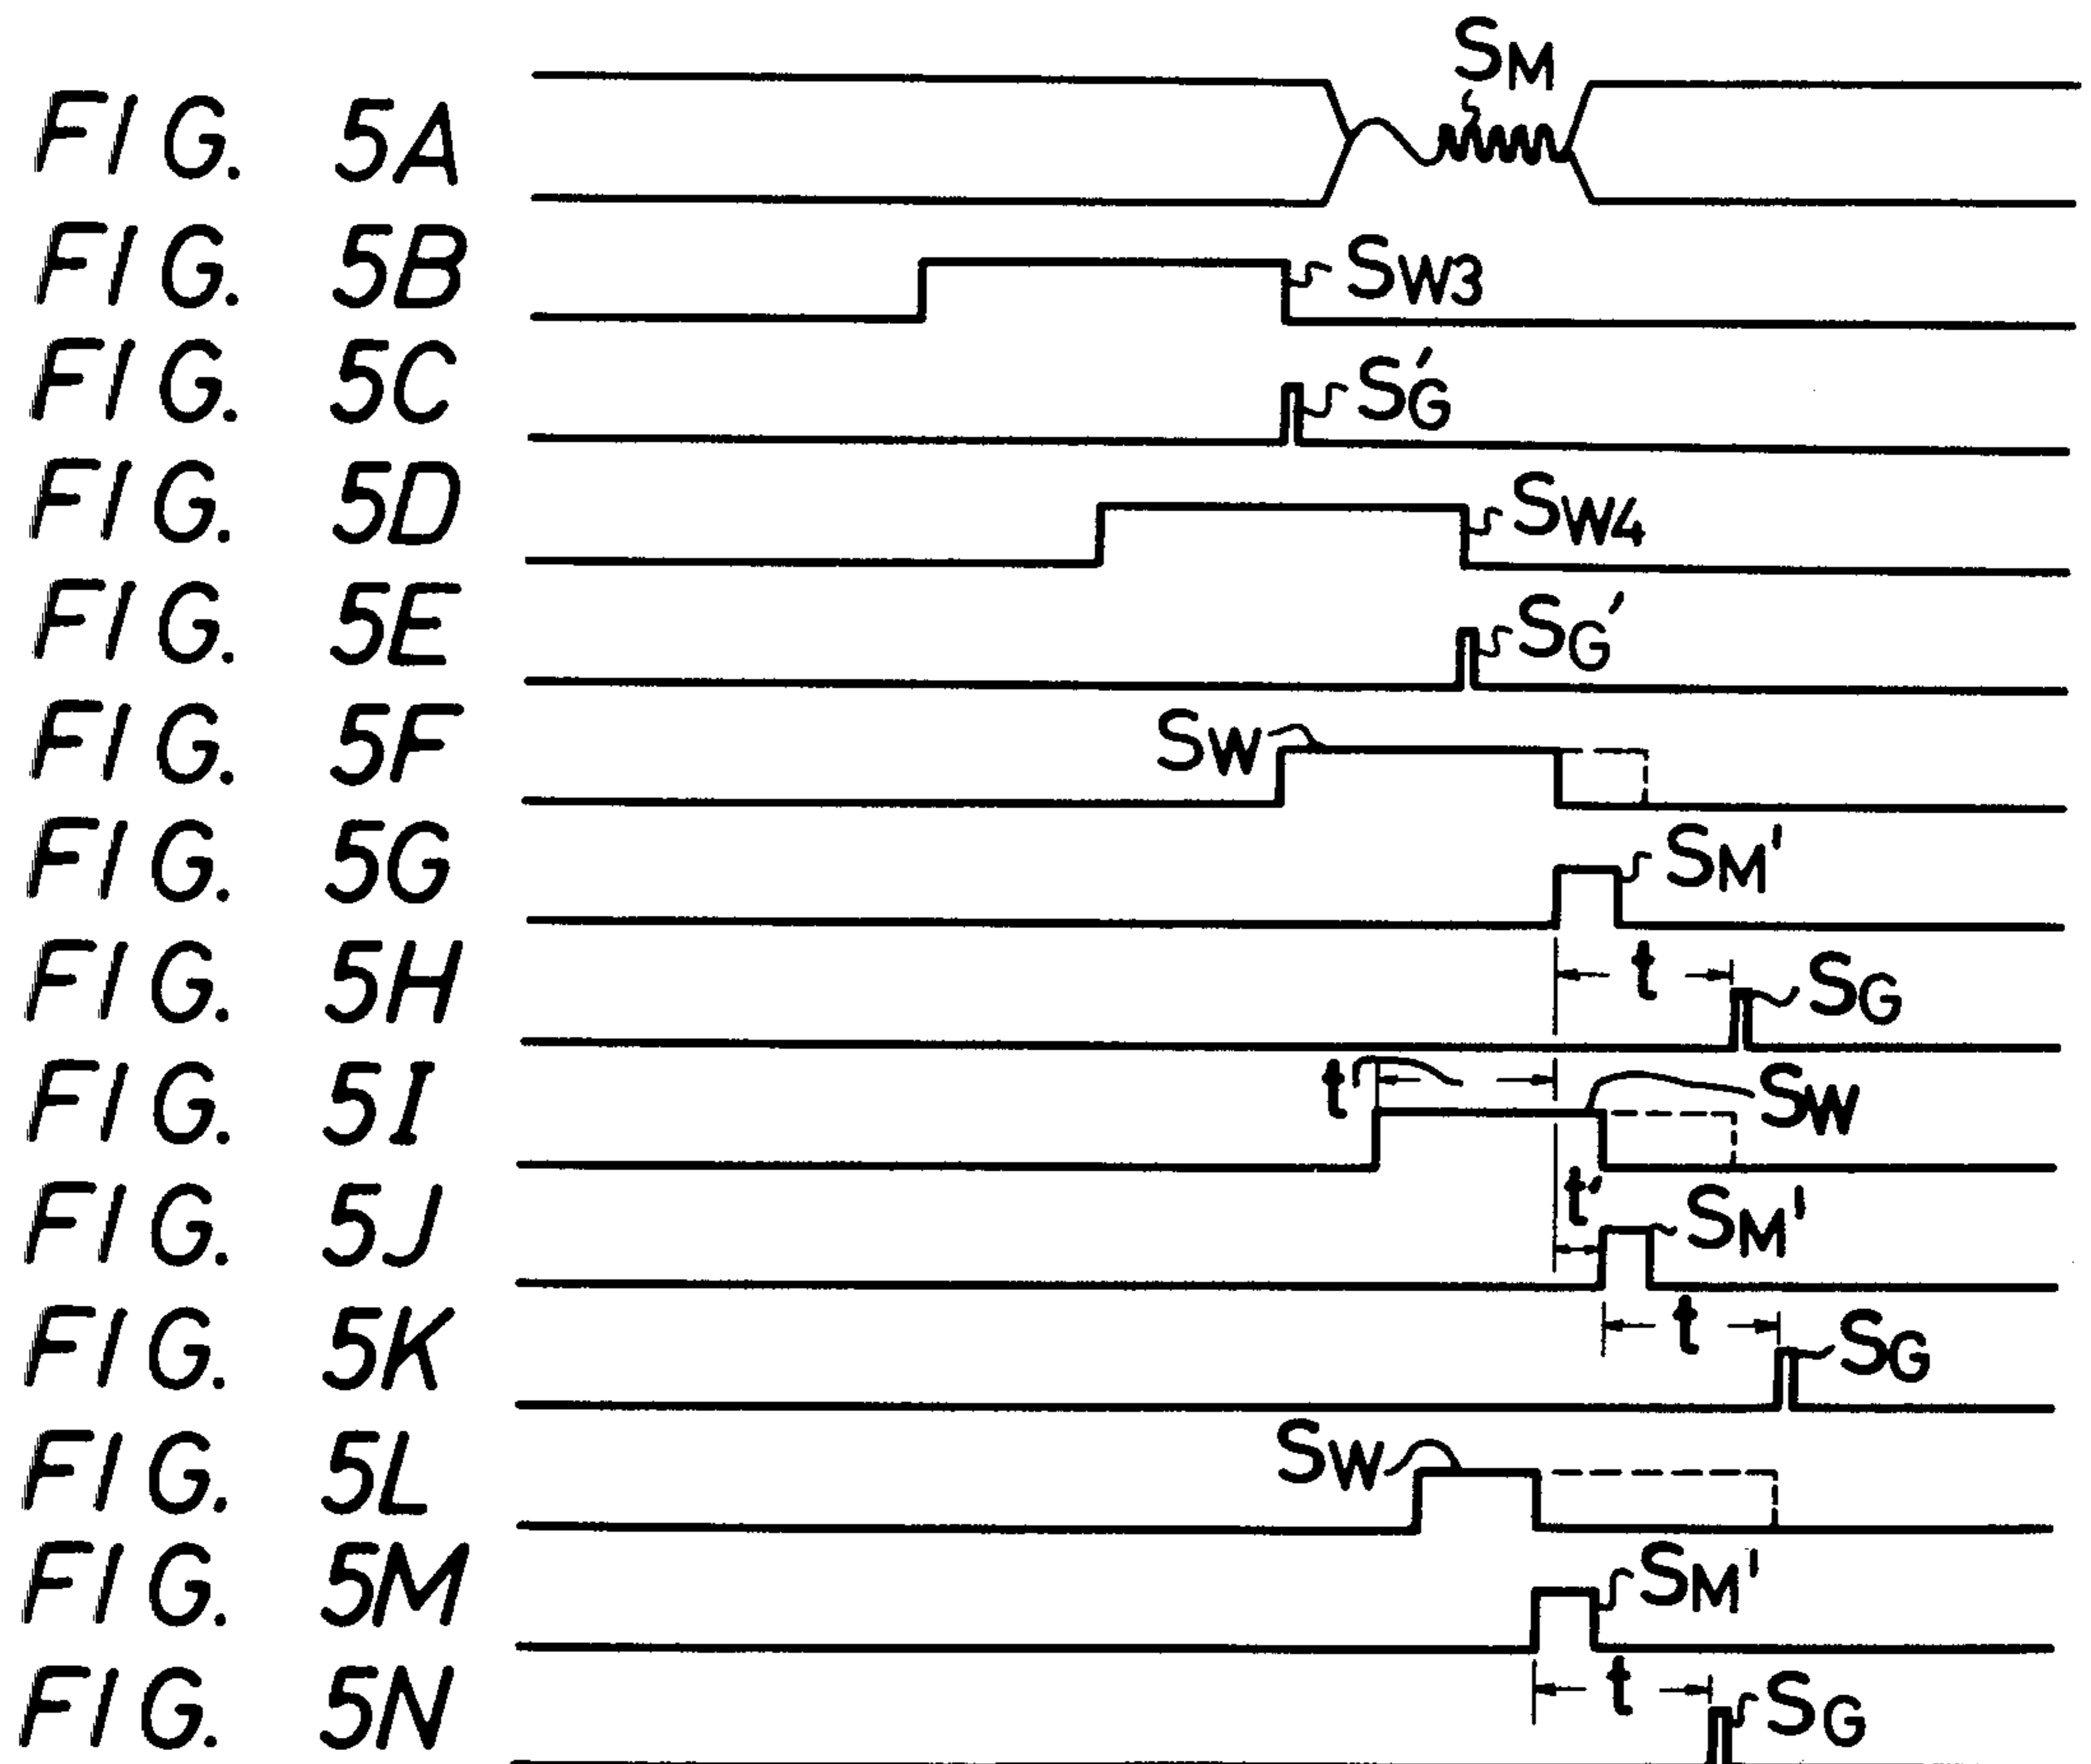 SM
FIG. 5A
FIG. 5B SW3
FIG. 5C SG'
FIG. 5D SW4
FIG. 5E SG'
FIG. 5F SW
FIG. 5G SM'
FIG. 5H t SG
FIG. 5I t SW
t'
FIG. 5J SM'
FIG. 5K t SG
FIG. 5L SW
FIG. 5M SM'
FIG. 5N t SG